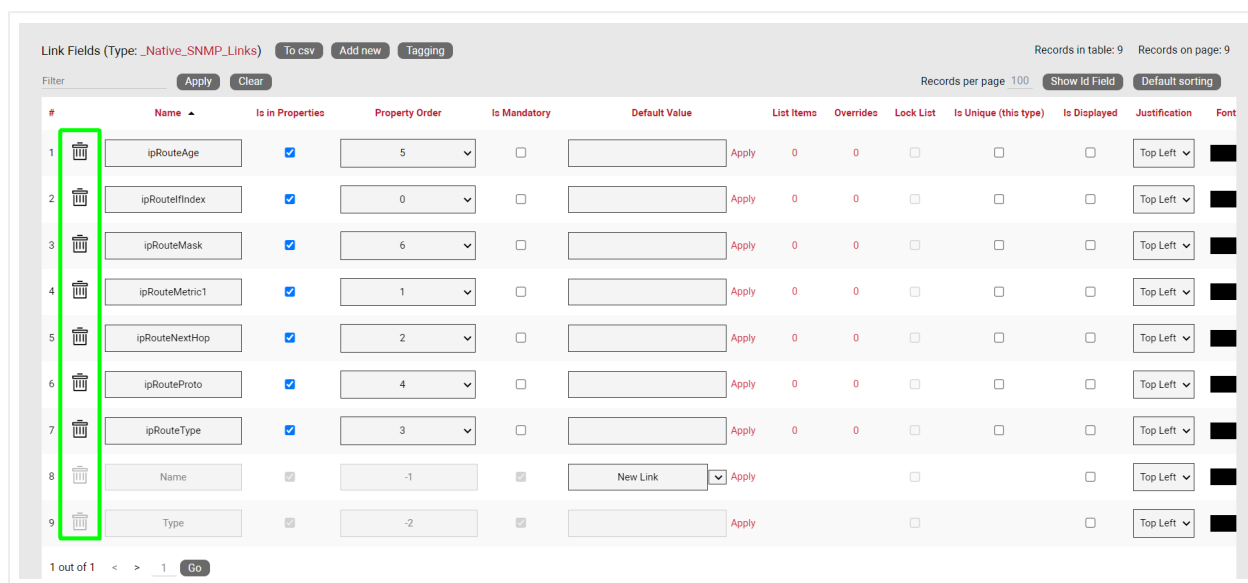 Link Fields (Type: _Native_SNMP_Links) To csv Add new Tagging Records in table: 9 Records on page: 9
Filter Apply Clear Records per page 100 Show Id Field Default sorting
# Name Is in Properties Property Order Is Mandatory Default Value List Items Overrides Lock List Is Unique (this type) Is Displayed Justification Font
1 ipRouteAge 5 Apply 0 0 Top Left
2 ipRouteIfIndex 0 Apply 0 0 Top Left
3 ipRouteMask 6 Apply 0 0 Top Left
4 ipRouteMetric1 1 Apply 0 0 Top Left
5 ipRouteNextHop 2 Apply 0 0 Top Left
6 ipRouteProto 4 Apply 0 0 Top Left
7 ipRouteType 3 Apply 0 0 Top Left
8 Name -1 New Link Apply Top Left
9 Type -2 Apply Top Left
1 out of 1 < > 1 Go